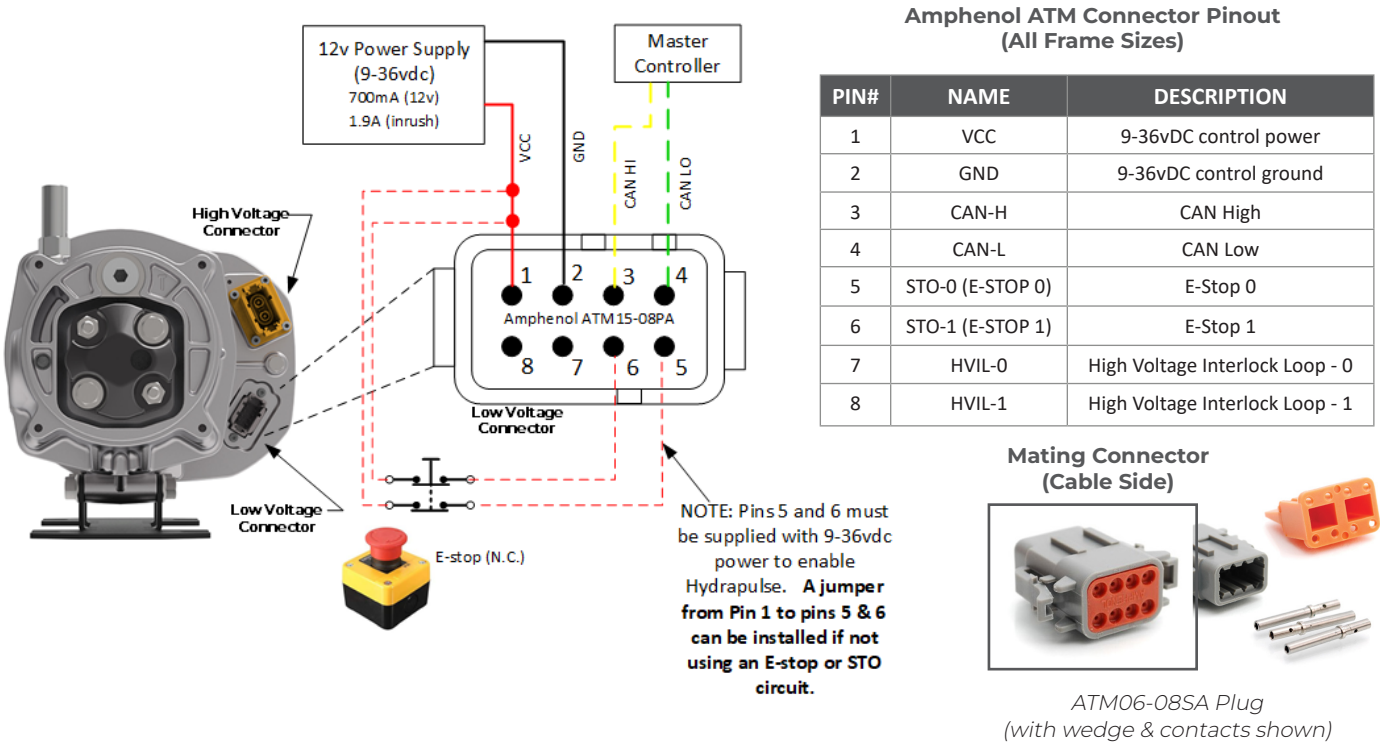 12v Power Supply
(9-36vdc)
700mA (12v)
1.9A (inrush)
Master
Controller
VCC
GND
CAN HI
CAN LO
High Voltage
Connector
1 2 3 4
Amphenol ATM15-08PA
8 7 6 5
Low Voltage
Connector
Low Voltage
Connector
E-stop (N.C.)
NOTE: Pins 5 and 6 must
be supplied with 9-36vdc
power to enable
Hydrapulse. A jumper
from Pin 1 to pins 5 & 6
can be installed if not
using an E-stop or STO
circuit.
Amphenol ATM Connector Pinout
(All Frame Sizes)
PIN# NAME DESCRIPTION
1 VCC 9-36vDC control power
2 GND 9-36vDC control ground
3 CAN-H CAN High
4 CAN-L CAN Low
5 STO-0 (E-STOP 0) E-Stop 0
6 STO-1 (E-STOP 1) E-Stop 1
7 HVIL-0 High Voltage Interlock Loop - 0
8 HVIL-1 High Voltage Interlock Loop - 1
Mating Connector
(Cable Side)
ATM06-08SA Plug
(with wedge & contacts shown)